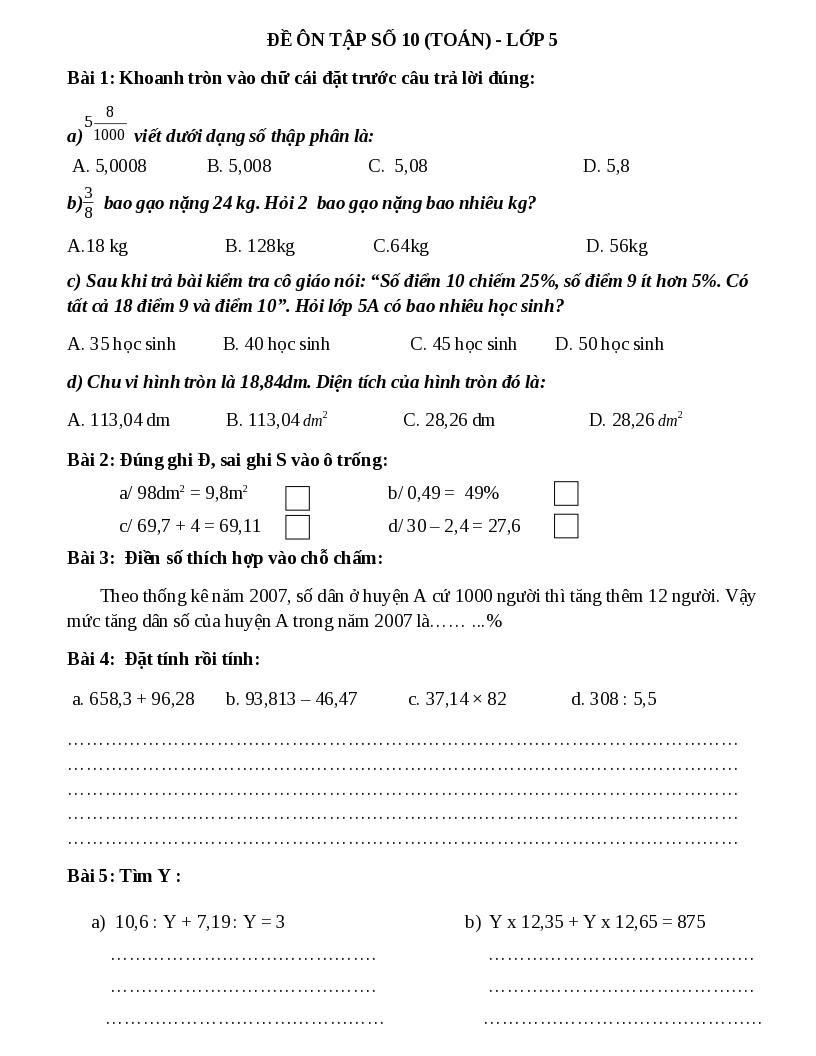 ĐỀ ÔN TẬP SỐ 10 (TOÁN) - LỚP 5
Bài 1: Khoanh tròn vào chữ cái đặt trước câu trả lời đúng:
a) 5 8/1000 viết dưới dạng số thập phân là:
A. 5,0008 B. 5,008 C. 5,08 D. 5,8
b) 3/8 bao gạo nặng 24 kg. Hỏi 2 bao gạo nặng bao nhiêu kg?
A.18 kg B. 128kg C.64kg D. 56kg
c) Sau khi trả bài kiểm tra cô giáo nói: “Số điểm 10 chiếm 25%, số điểm 9 ít hơn 5%. Có
tất cả 18 điểm 9 và điểm 10”. Hỏi lớp 5A có bao nhiêu học sinh?
A. 35 học sinh B. 40 học sinh C. 45 học sinh D. 50 học sinh
d) Chu vi hình tròn là 18,84dm. Diện tích của hình tròn đó là:
A. 113,04 dm B. 113,04 dm² C. 28,26 dm D. 28,26 dm²
Bài 2: Đúng ghi Đ, sai ghi S vào ô trống:
a/ 98dm² = 9,8m² b/ 0,49 = 49%
c/ 69,7 + 4 = 69,11 d/ 30 – 2,4 = 27,6
Bài 3: Điền số thích hợp vào chỗ chấm:
Theo thống kê năm 2007, số dân ở huyện A cứ 1000 người thì tăng thêm 12 người. Vậy
mức tăng dân số của huyện A trong năm 2007 là…… ...%
Bài 4: Đặt tính rồi tính:
a. 658,3 + 96,28 b. 93,813 – 46,47 c. 37,14 × 82 d. 308 : 5,5
………………………………………………………………………………………………
………………………………………………………………………………………………
………………………………………………………………………………………………
………………………………………………………………………………………………
………………………………………………………………………………………………
Bài 5: Tìm Y :
a) 10,6 : Y + 7,19 : Y = 3 b) Y x 12,35 + Y x 12,65 = 875
……………………………………. …………………………………….
……………………………………. …………………………………….
……………………………………… ………………………………………